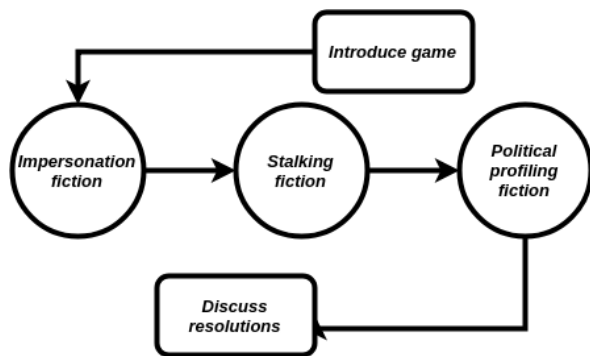 Introduce game
Impersonation
fiction
Stalking
fiction
Political
profiling
fiction
Discuss
resolutions